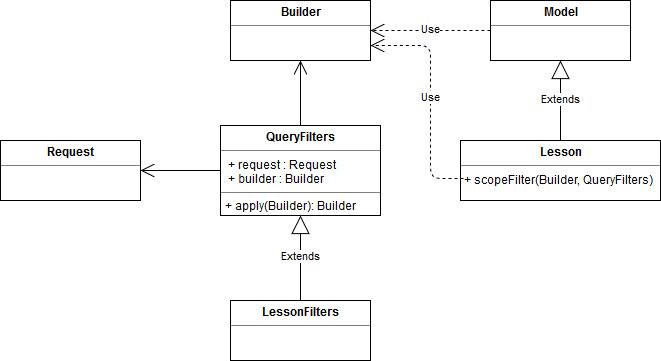 Builder
Model
Use
Use
Extends
QueryFilters
+ request : Request
+ builder : Builder
+ apply(Builder): Builder
Request
Lesson
+ scopeFilter(Builder, QueryFilters)
Extends
LessonFilters